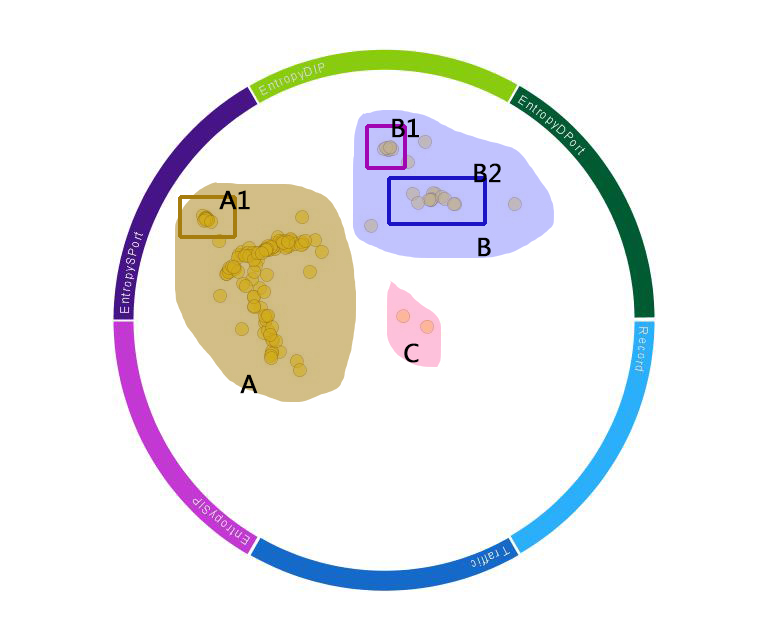 EntropyDIP
EntropyDPort
B1
B2
A1
B
EntropySPort
C
Record
A
EntropySIP
Traffic